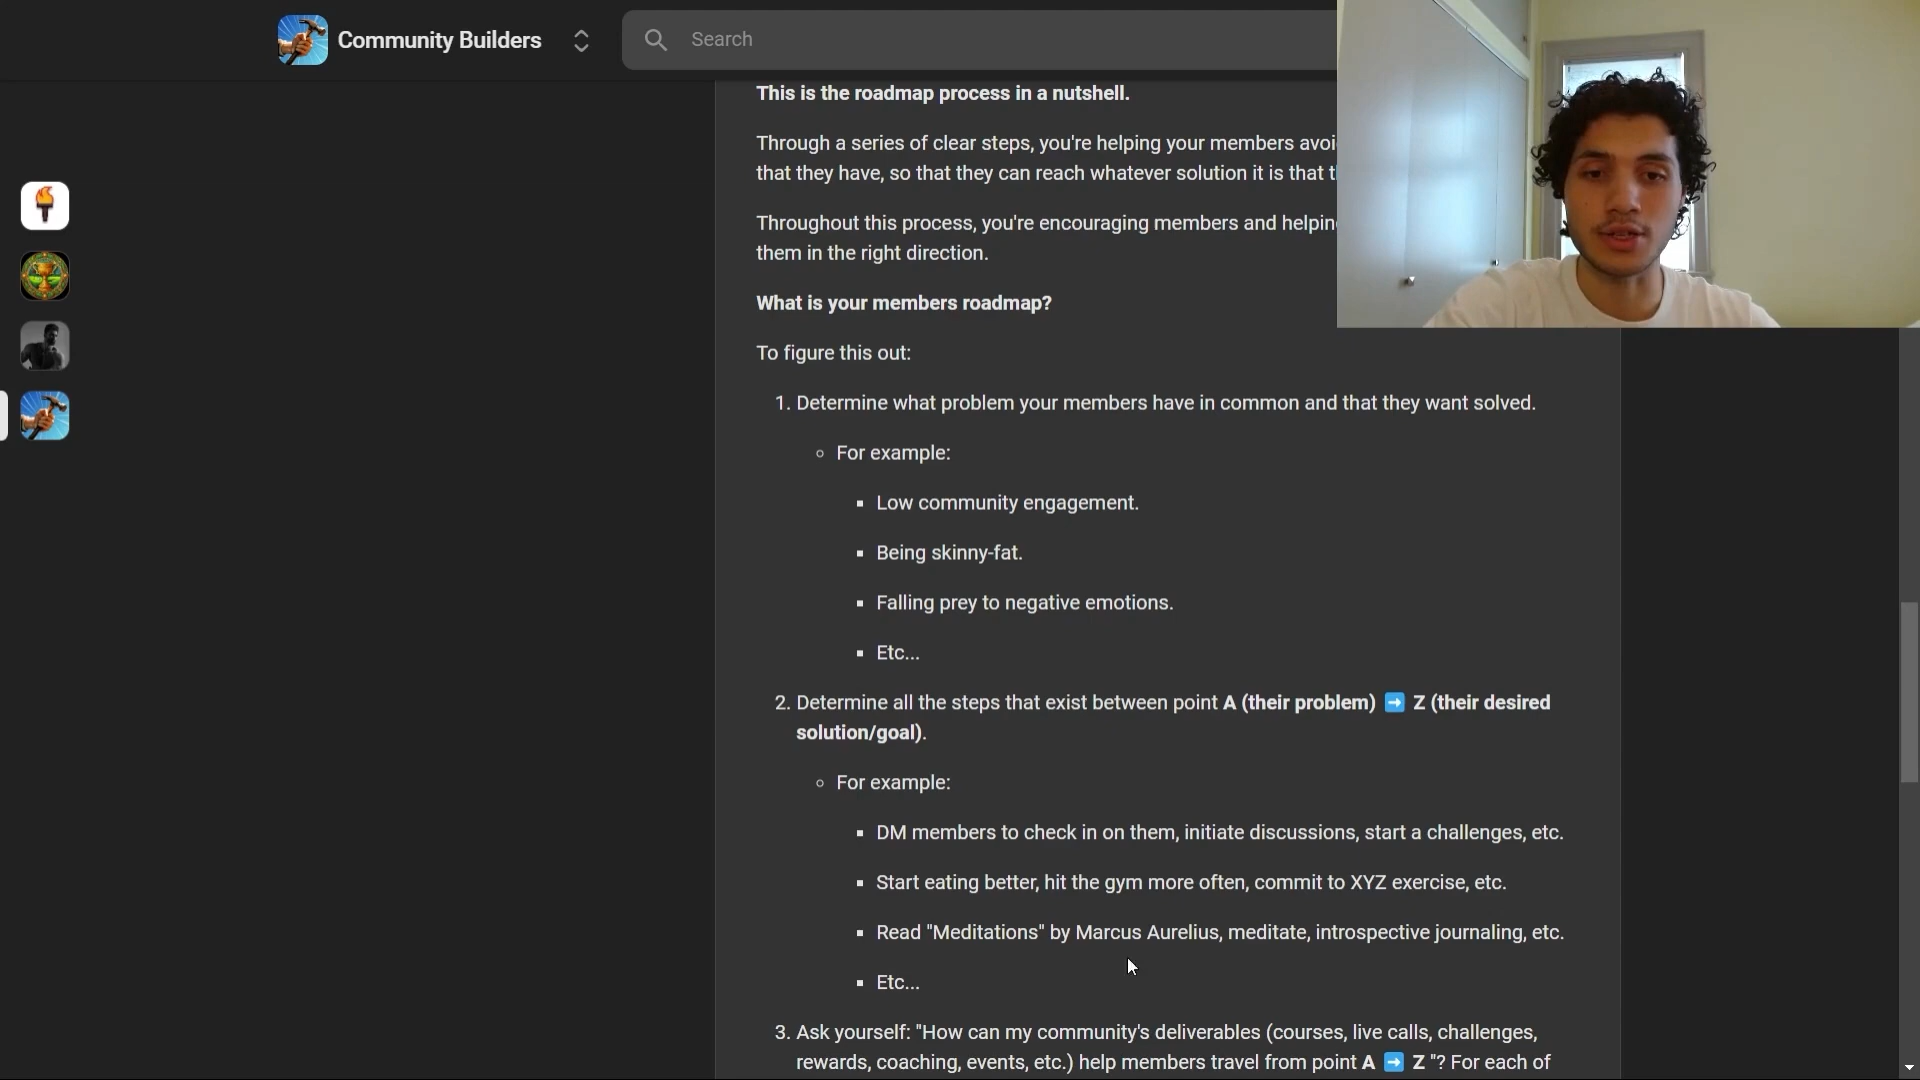 Community Builders
Search
This is the roadmap process in a nutshell.
Through a series of clear steps, you're helping your members
that they have, so that they can reach whatever solution it is that
Throughout this process, you're encouraging members and
them in the right direction.
What is your members roadmap?
To figure this out:
1. Determine what problem your members have in common and that they want solved.
For example:
Low community engagement.
Being skinny-fat.
Falling prey to negative emotions.
Etc...
2. Determine all the steps that exist between point A (their problem) ➡ Z (their desired
solution/goal).
For example:
DM members to check in on them, initiate discussions, start a challenges, etc.
Start eating better, hit the gym more often, commit to XYZ exercise, etc.
Read "Meditations" by Marcus Aurelius, meditate, introspective journaling, etc.
Etc...
3. Ask yourself: "How can my community's deliverables (courses, live calls, challenges,
rewards, coaching, events, etc.) help members travel from point A ➡ Z "? For each of